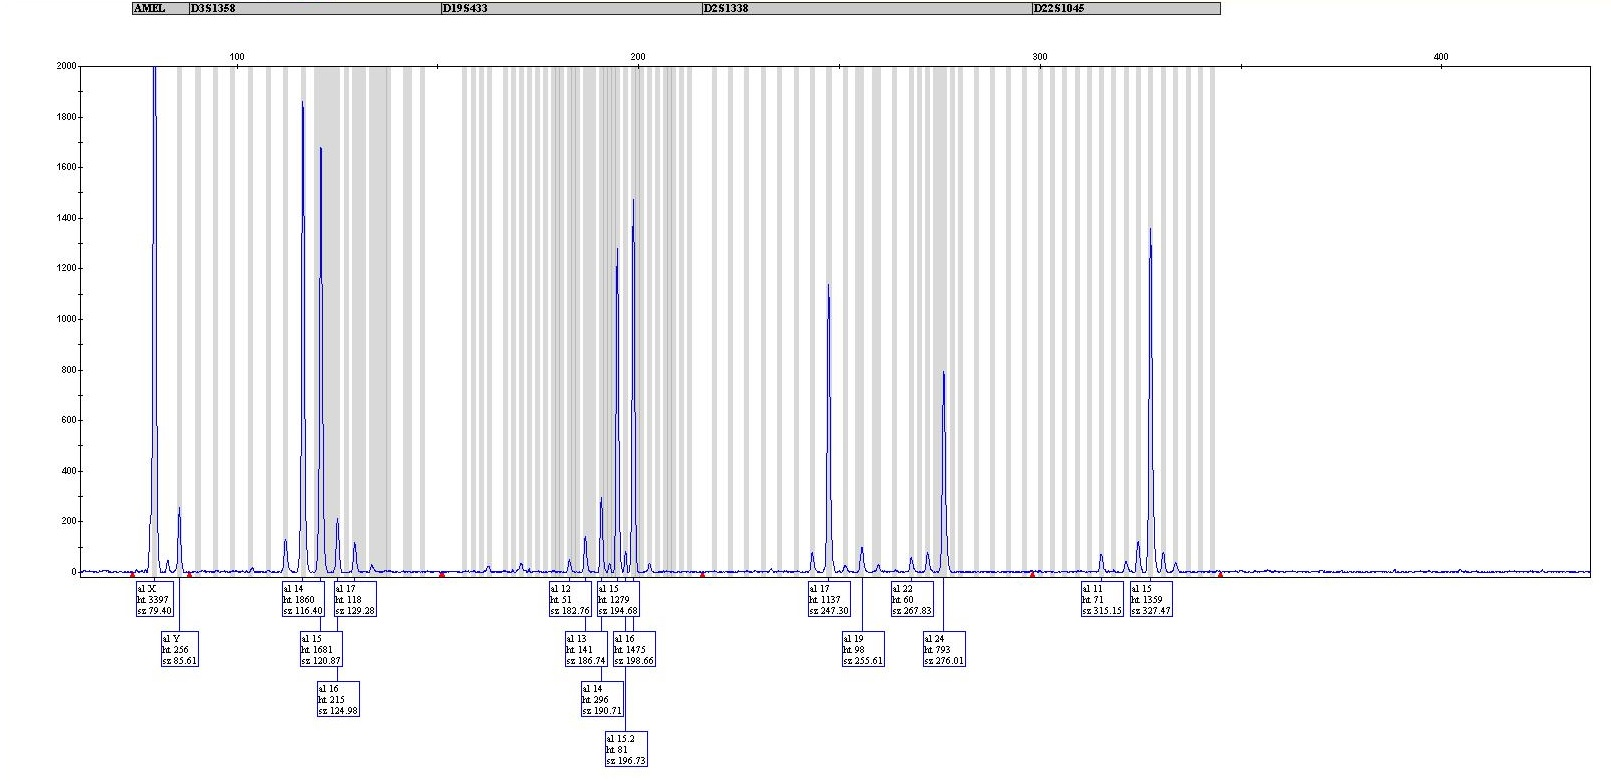 AMEL D3S1358 D19S433 D2S1338 D22S1045
100 200 300 400
2000
1800
1600
1400
1200
1000
800
600
400
200
0
al X
ht 3397
sz 79.40
al 14
ht 1860
sz 116.40
al 17
ht 118
sz 129.28
al 12
ht 51
sz 182.76
al 15
ht 1279
sz 194.68
al 17
ht 1137
sz 247.30
al 22
ht 60
sz 267.83
al 11
ht 71
sz 315.15
al 15
ht 1359
sz 327.47
al Y
ht 256
sz 85.61
al 15
ht 1681
sz 120.87
al 13
ht 141
sz 186.74
al 16
ht 1475
sz 198.66
al 19
ht 98
sz 255.61
al 24
ht 793
sz 276.01
al 16
ht 215
sz 124.98
al 14
ht 296
sz 190.71
al 15.2
ht 81
sz 196.73